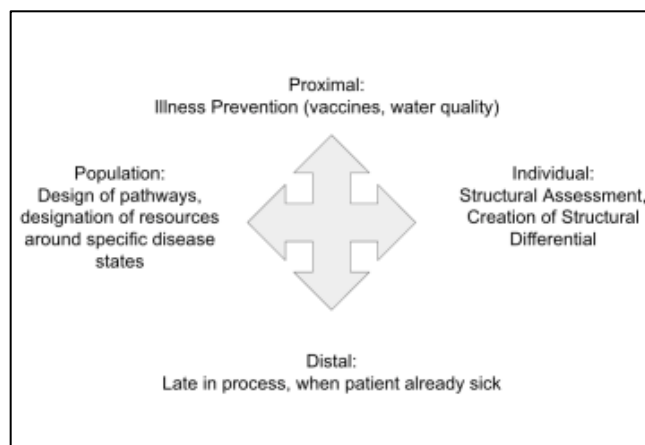 Proximal:
Illness Prevention (vaccines, water quality)
Population:
Design of pathways,
designation of resources
around specific disease
states
Individual:
Structural Assessment,
Creation of Structural
Differential
Distal:
Late in process, when patient already sick